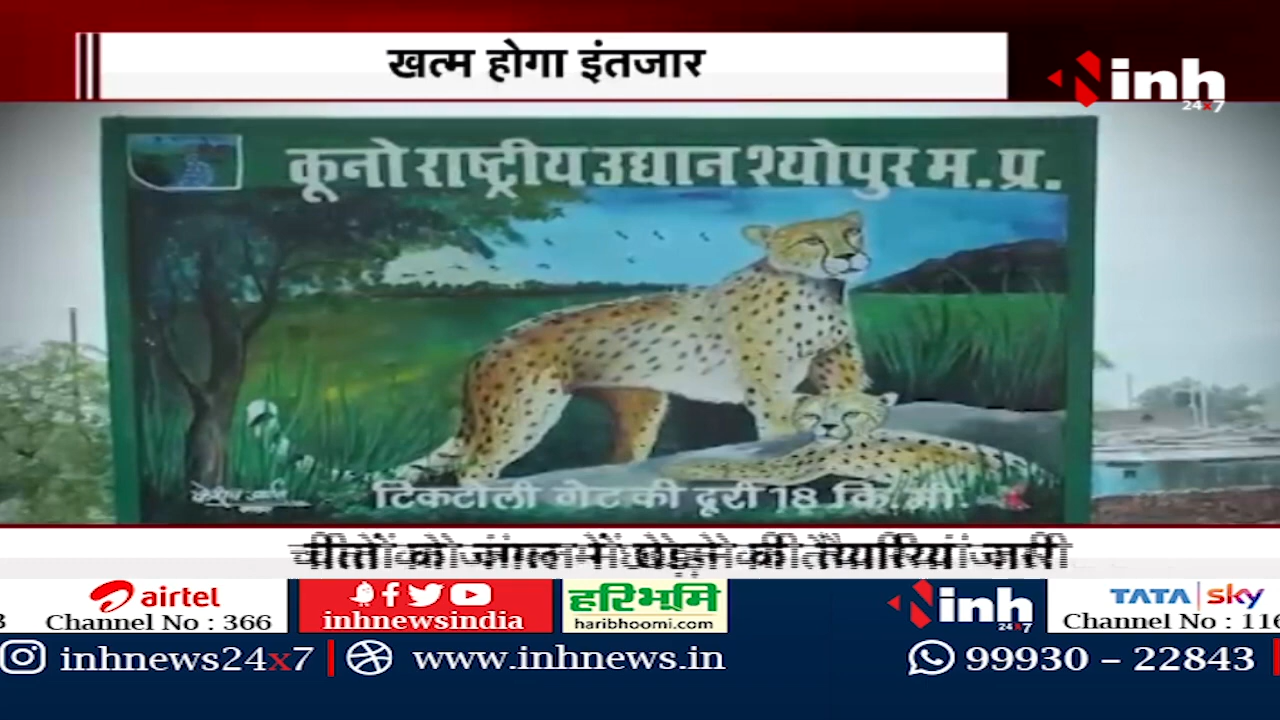 खत्म होगा इंतजार
inh
24x7
कूनो राष्ट्रीय उद्यान श्योपुर म.प्र.
टिकटोली गेट की दूरी 18 कि.मी.
airtel
Channel No : 366
inhnewsindia
हरिभूमि
haribhoomi.com
inh
24x7
TATA sky
Channel No : 116
inhnews24x7
www.inhnews.in
99930 – 22843